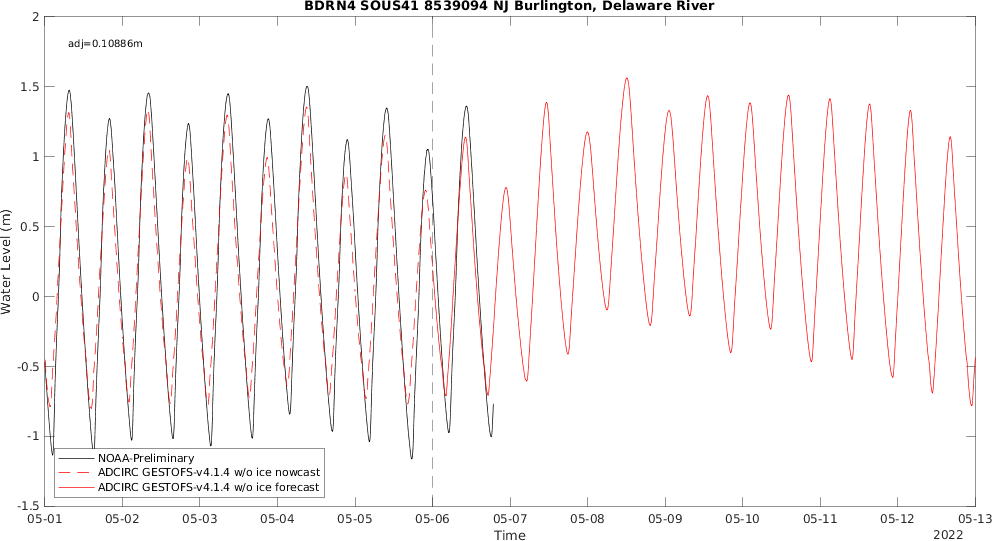 BDRN4 SOUS41 8539094 NJ Burlington, Delaware River
adj=0.10886m
2
1.5
1
0.5
0
-0.5
-1
-1.5
Water Level (m)
NOAA-Preliminary
ADCIRC GESTOFS-v4.1.4 w/o ice nowcast
ADCIRC GESTOFS-v4.1.4 w/o ice forecast
05-01 05-02 05-03 05-04 05-05 05-06 05-07 05-08 05-09 05-10 05-11 05-12 05-13
Time
2022